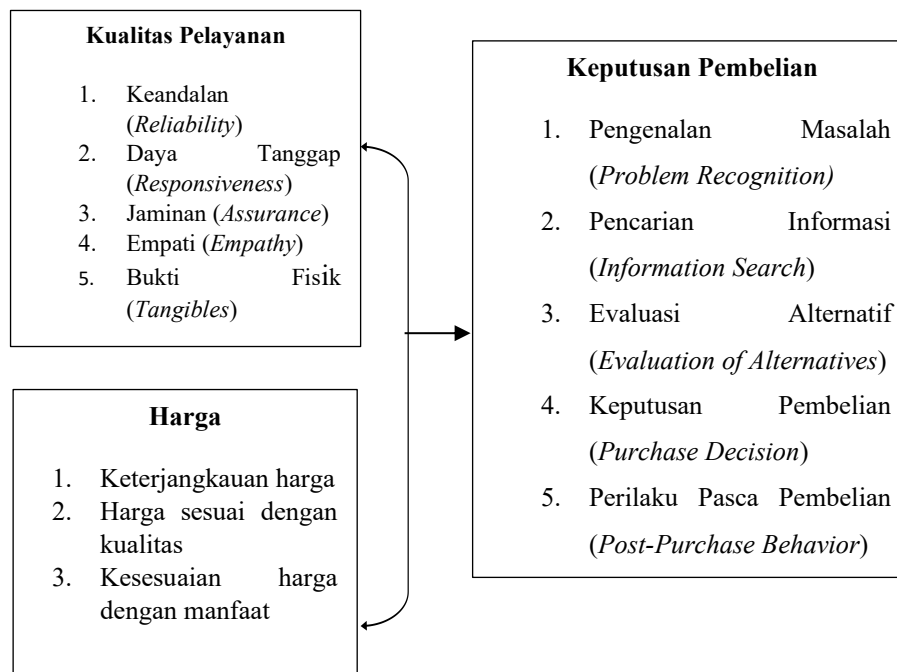 Kualitas Pelayanan
1. Keandalan
(Reliability)
2. Daya Tanggap
(Responsiveness)
3. Jaminan (Assurance)
4. Empati (Empathy)
5. Bukti Fisik
(Tangibles)
Harga
1. Keterjangkauan harga
2. Harga sesuai dengan
kualitas
3. Kesesuaian harga
dengan manfaat
Keputusan Pembelian
1. Pengenalan Masalah
(Problem Recognition)
2. Pencarian Informasi
(Information Search)
3. Evaluasi Alternatif
(Evaluation of Alternatives)
4. Keputusan Pembelian
(Purchase Decision)
5. Perilaku Pasca Pembelian
(Post-Purchase Behavior)